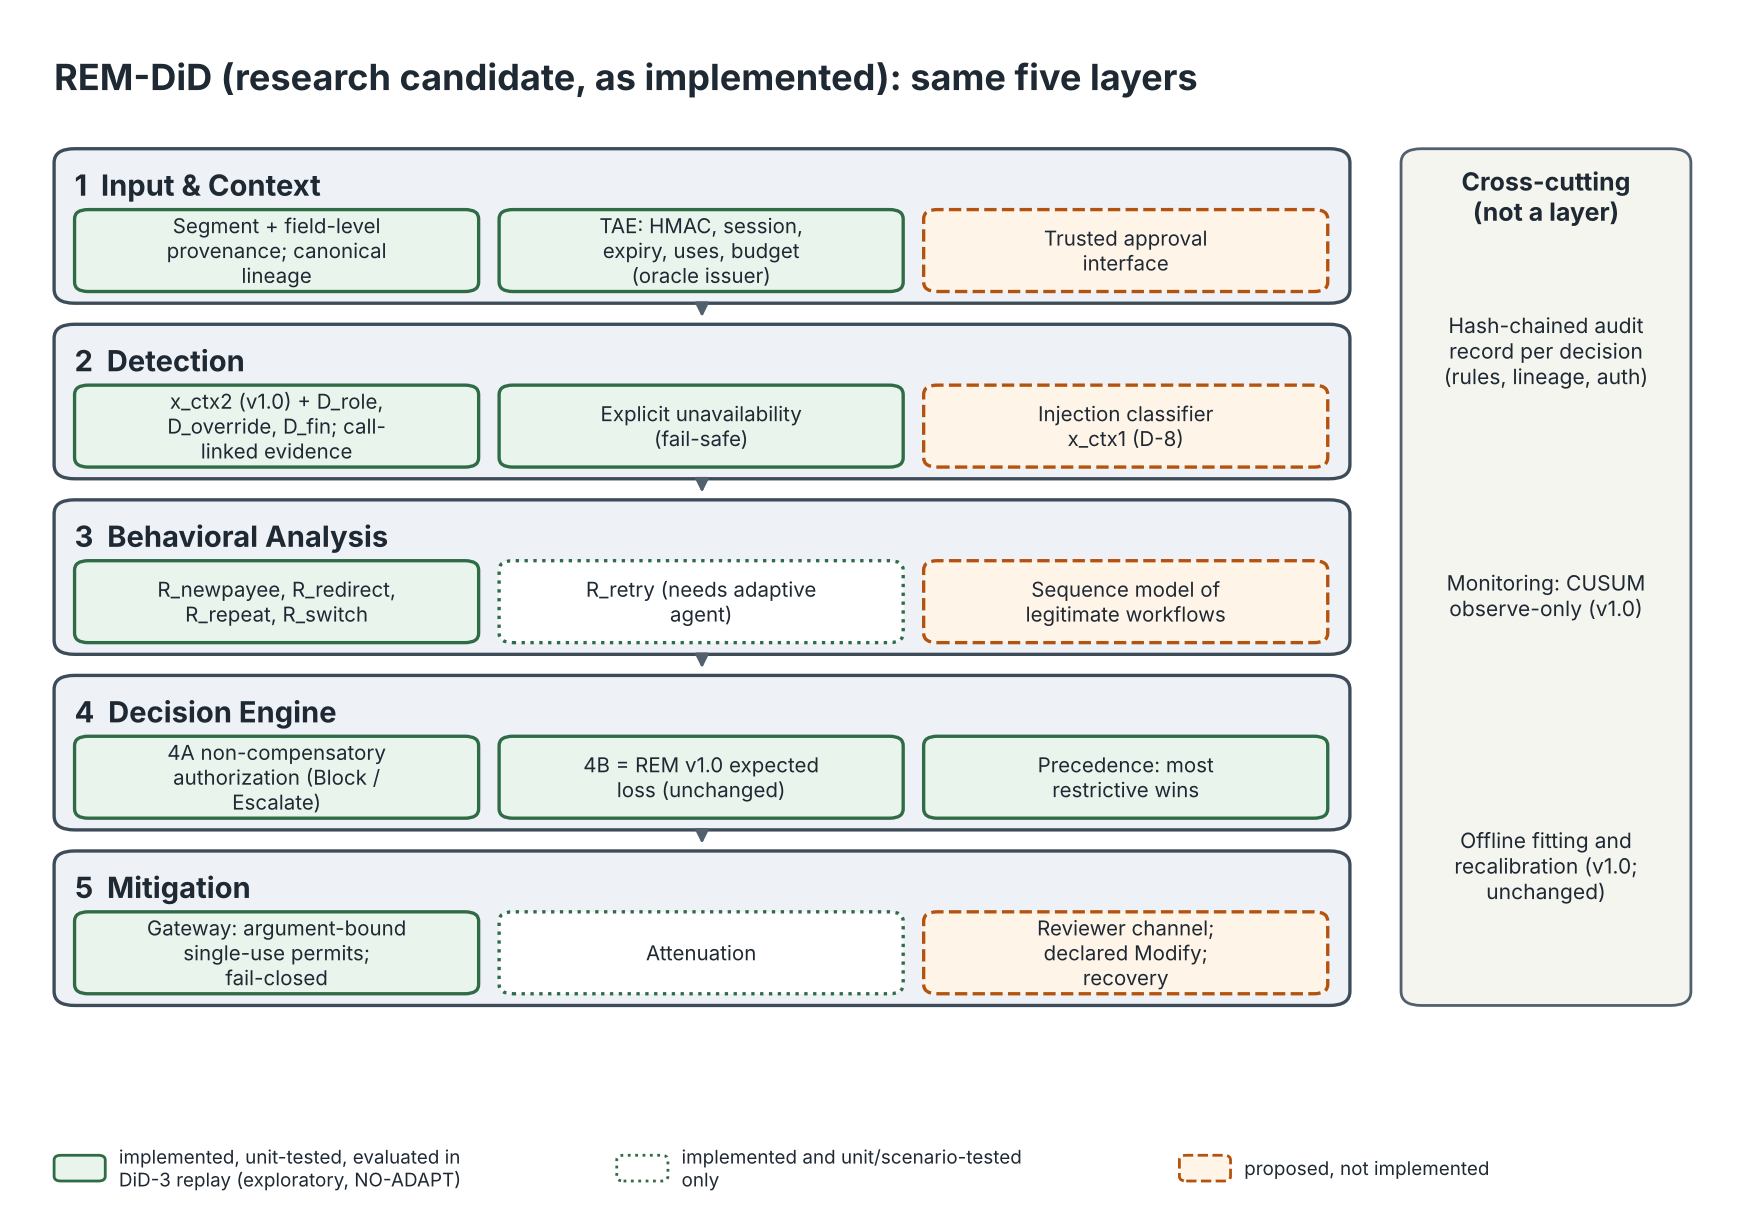 REM-DiD (research candidate, as implemented): same five layers
1 Input & Context
Segment + field-level
provenance; canonical
lineage
TAE: HMAC, session,
expiry, uses, budget
(oracle issuer)
Trusted approval
interface
2 Detection
x_ctx2 (v1.0) + D_role,
D_override, D_fin; call-
linked evidence
Explicit unavailability
(fail-safe)
Injection classifier
x_ctx1 (D-8)
3 Behavioral Analysis
R_newpayee, R_redirect,
R_repeat, R_switch
R_retry (needs adaptive
agent)
Sequence model of
legitimate workflows
4 Decision Engine
4A non-compensatory
authorization (Block /
Escalate)
4B = REM v1.0 expected
loss (unchanged)
Precedence: most
restrictive wins
5 Mitigation
Gateway: argument-bound
single-use permits;
fail-closed
Attenuation
Reviewer channel;
declared Modify;
recovery
Cross-cutting
(not a layer)
Hash-chained audit
record per decision
(rules, lineage, auth)
Monitoring: CUSUM
observe-only (v1.0)
Offline fitting and
recalibration (v1.0;
unchanged)
implemented, unit-tested, evaluated in
DiD-3 replay (exploratory, NO-ADAPT)
implemented and unit/scenario-tested
only
proposed, not implemented